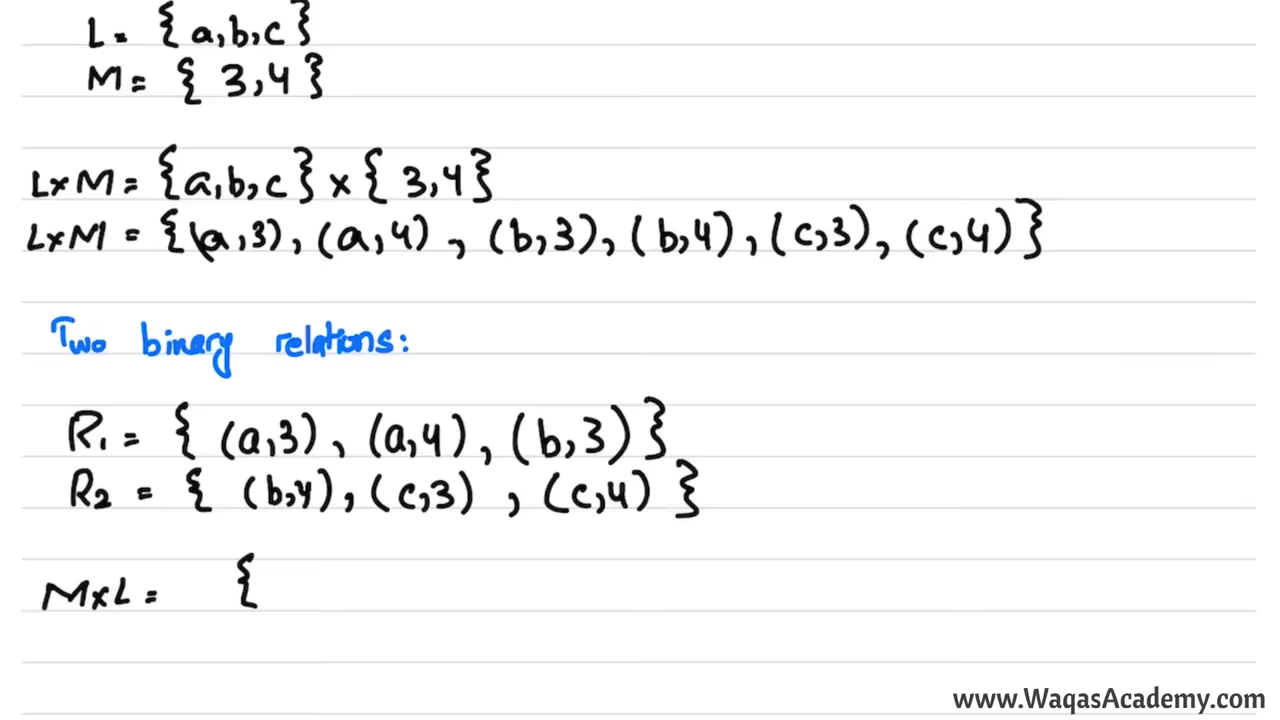 L = { a,b,c }
M = { 3,4 }
L×M = {a,b,c} × { 3,4}
L×M = {(a,3), (a,4) , (b,3), (b,4), (c,3), (c,4)}
Two binary relations:
R₁ = { (a,3), (a,4), (b,3)}
R₂ = { (b,4), (c,3) , (c,4) }
M×L = {
www.WaqasAcademy.com